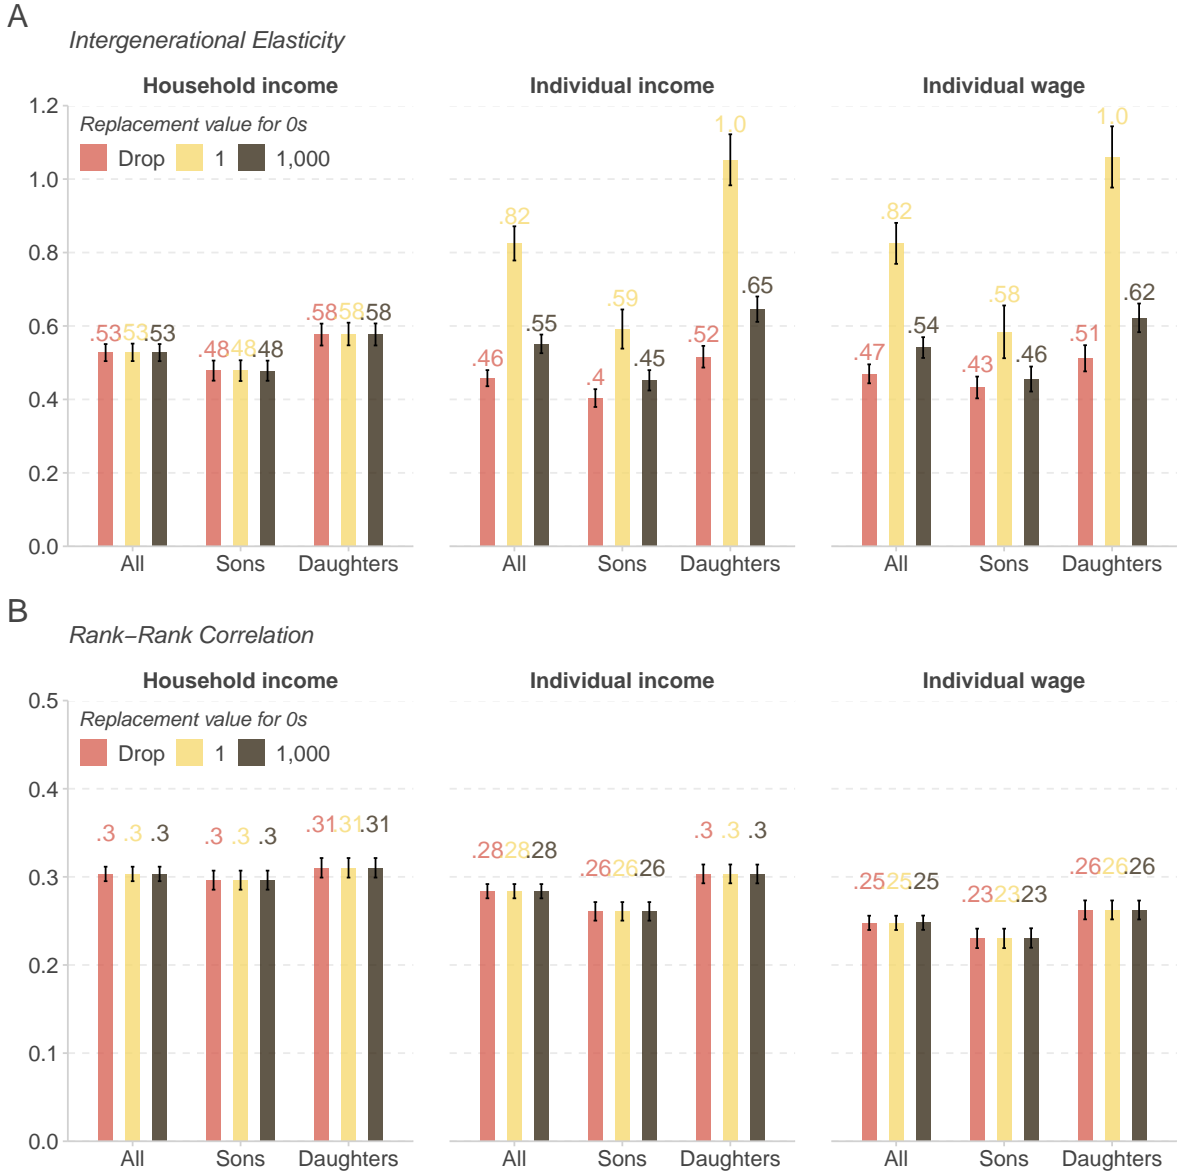 A
Intergenerational Elasticity
Household income Individual income Individual wage
Replacement value for 0s
Drop 1 1,000
1.2
1.0
0.8
0.6
0.4
0.2
0.0
.53 .53 .53 .48 .48 .48 .58 .58 .58
.46 .82 .55 .4 .59 .45 .52 1.0 .65
.47 .82 .54 .43 .58 .46 .51 1.0 .62
All Sons Daughters All Sons Daughters All Sons Daughters
B
Rank−Rank Correlation
Household income Individual income Individual wage
Replacement value for 0s
Drop 1 1,000
0.5
0.4
0.3
0.2
0.1
0.0
.3 .3 .3 .3 .3 .3 .31 .31 .31
.28 .28 .28 .26 .26 .26 .3 .3 .3
.25 .25 .25 .23 .23 .23 .26 .26 .26
All Sons Daughters All Sons Daughters All Sons Daughters